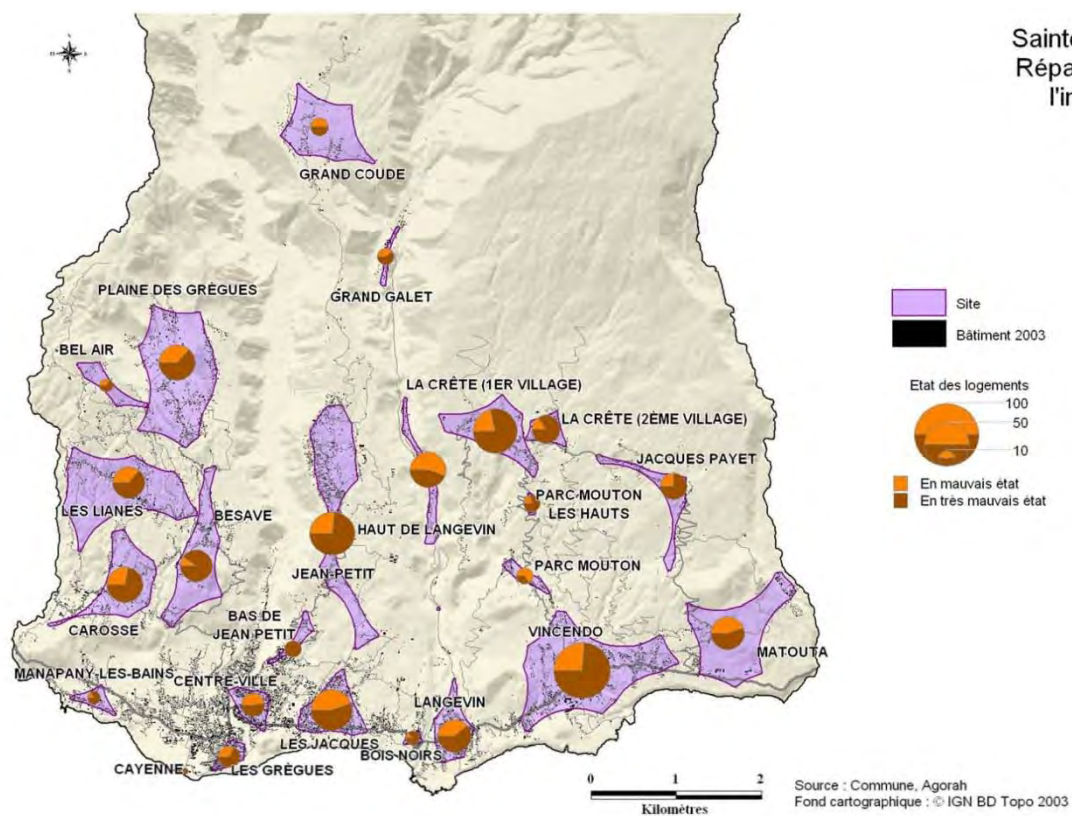 Sainte
Répa
l'in
GRAND COUDE
GRAND GALET
PLAINE DES GRÈGUES
BEL AIR
LA CRÊTE (1ER VILLAGE)
LA CRÊTE (2ÈME VILLAGE)
JACQUES PAYET
LES LIANES
BESAVE
PARC MOUTON
LES HAUTS
HAUT DE LANGEVIN
JEAN-PETIT
PARC MOUTON
CAROSSE
BAS DE
JEAN PETIT
VINCENDO
MATOUTA
MANAPANY-LES-BAINS
CENTRE-VILLE
LANGEVIN
LES JACQUES
BOIS-NOIRS
CAYENNE
LES GRÈGUES
Site
Bâtiment 2003
Etat des logements
100
50
10
En mauvais état
En très mauvais état
0 1 2
Kilomètres
Source : Commune, Agorah
Fond cartographique : © IGN BD Topo 2003